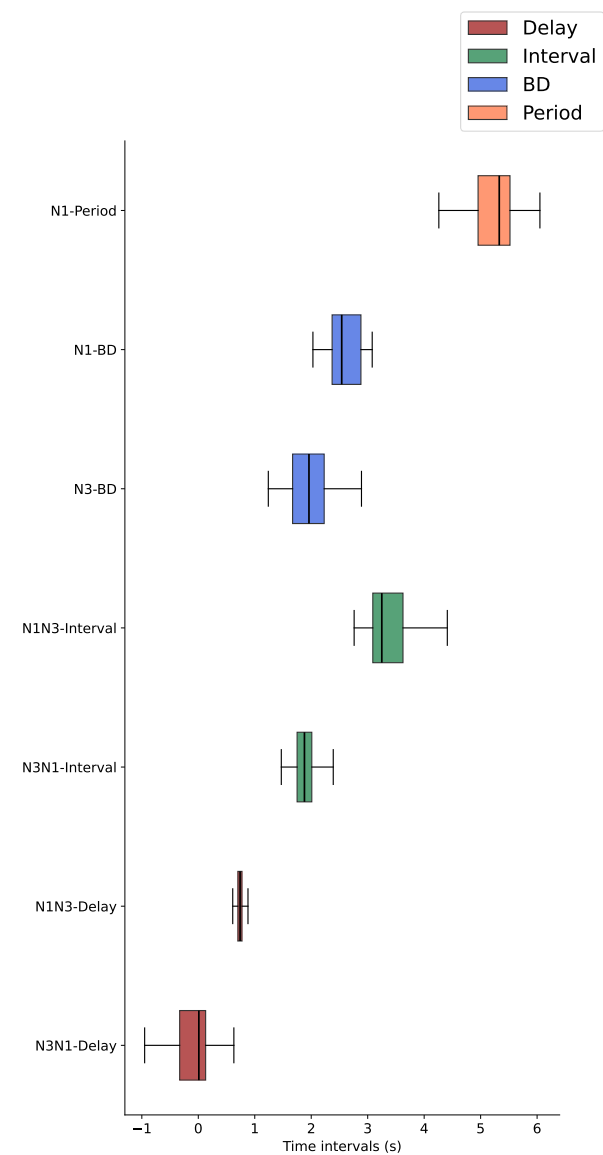 Delay
Interval
BD
Period
N1-Period
N1-BD
N3-BD
N1N3-Interval
N3N1-Interval
N1N3-Delay
N3N1-Delay
−1 0 1 2 3 4 5 6
Time intervals (s)